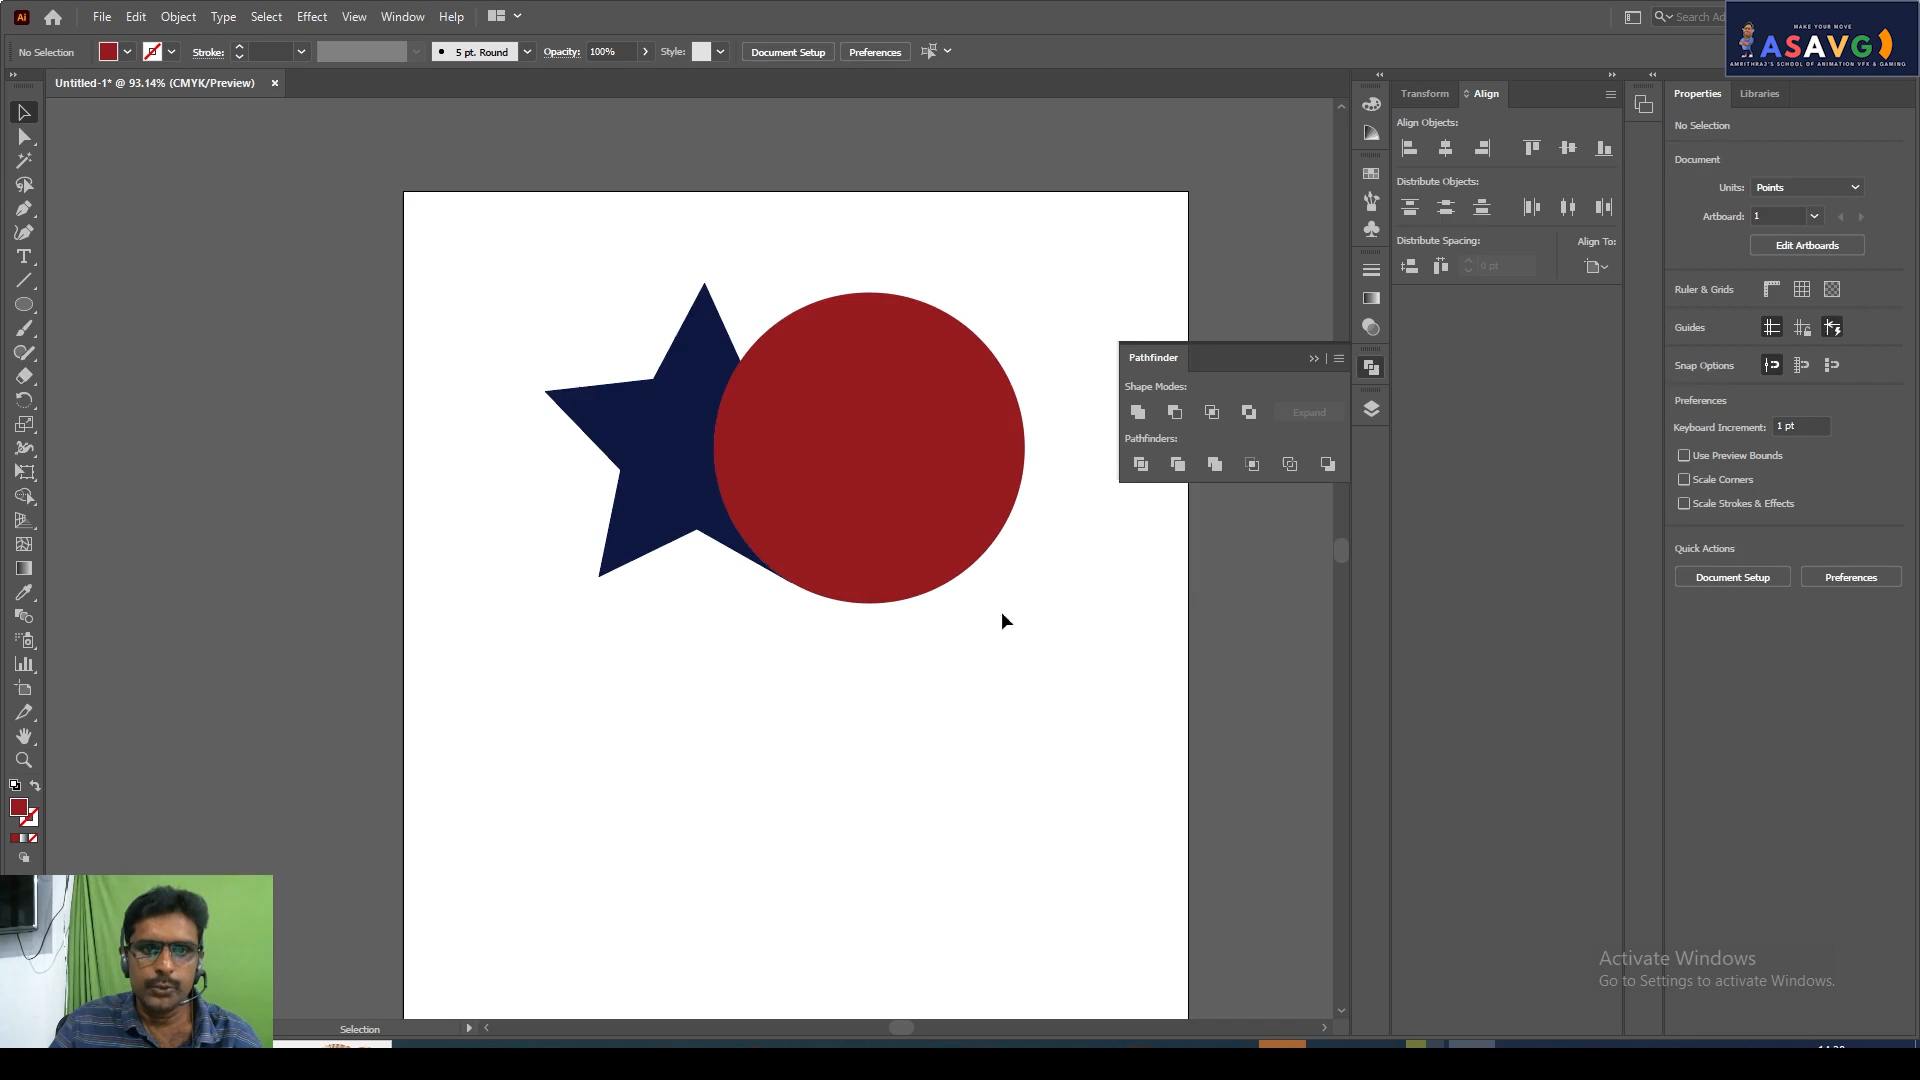 Ai
File Edit Object Type Select Effect View Window Help
MAKE YOUR MOVE
ASAVG
AMRITHRAJ'S SCHOOL OF ANIMATION VFX & GAMING
Search Ad
No Selection
Stroke:
5 pt. Round
Opacity: 100%
Style:
Document Setup
Preferences
Untitled-1* @ 93.14% (CMYK/Preview) ×
Transform
Align
Align Objects:
Distribute Objects:
Distribute Spacing:
Align To:
0 pt
Pathfinder
Shape Modes:
Expand
Pathfinders:
Properties
Libraries
No Selection
Document
Units: Points
Artboard: 1
Edit Artboards
Ruler & Grids
Guides
Snap Options
Preferences
Keyboard Increment: 1 pt
Use Preview Bounds
Scale Corners
Scale Strokes & Effects
Quick Actions
Document Setup
Preferences
Activate Windows
Go to Settings to activate Windows.
Selection